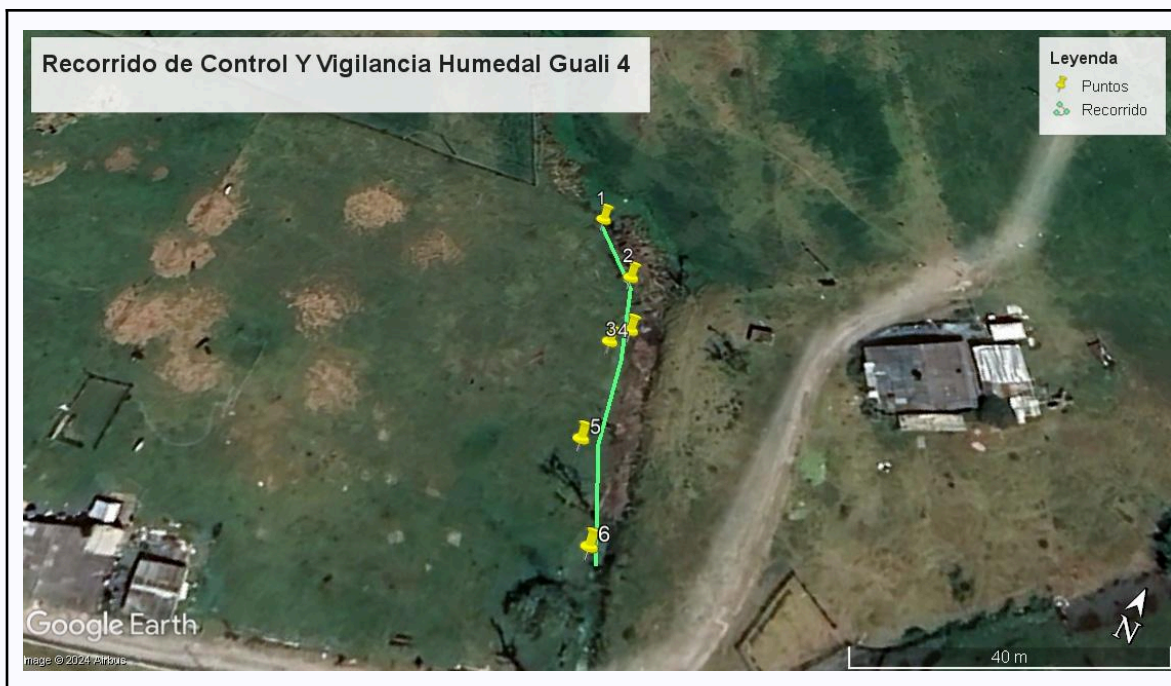 Recorrido de Control Y Vigilancia Humedal Guali 4
Leyenda
Puntos
Recorrido
1
2
3
4
5
6
Google Earth
Image © 2024 Airbus
N
40 m